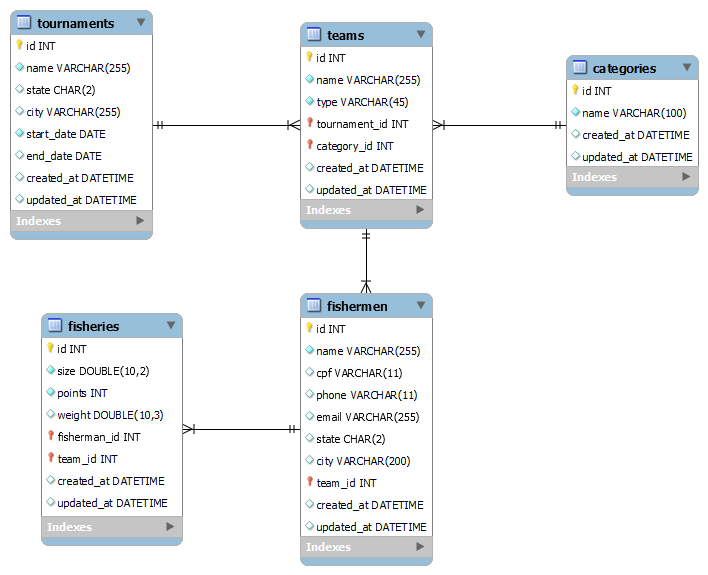 tournaments
id INT
name VARCHAR(255)
state CHAR(2)
city VARCHAR(255)
start_date DATE
end_date DATE
created_at DATETIME
updated_at DATETIME
Indexes
teams
id INT
name VARCHAR(255)
type VARCHAR(45)
tournament_id INT
category_id INT
created_at DATETIME
updated_at DATETIME
Indexes
categories
id INT
name VARCHAR(100)
created_at DATETIME
updated_at DATETIME
Indexes
fisheries
id INT
size DOUBLE(10,2)
points INT
weight DOUBLE(10,3)
fisherman_id INT
team_id INT
created_at DATETIME
updated_at DATETIME
Indexes
fishermen
id INT
name VARCHAR(255)
cpf VARCHAR(11)
phone VARCHAR(11)
email VARCHAR(255)
state CHAR(2)
city VARCHAR(200)
team_id INT
created_at DATETIME
updated_at DATETIME
Indexes